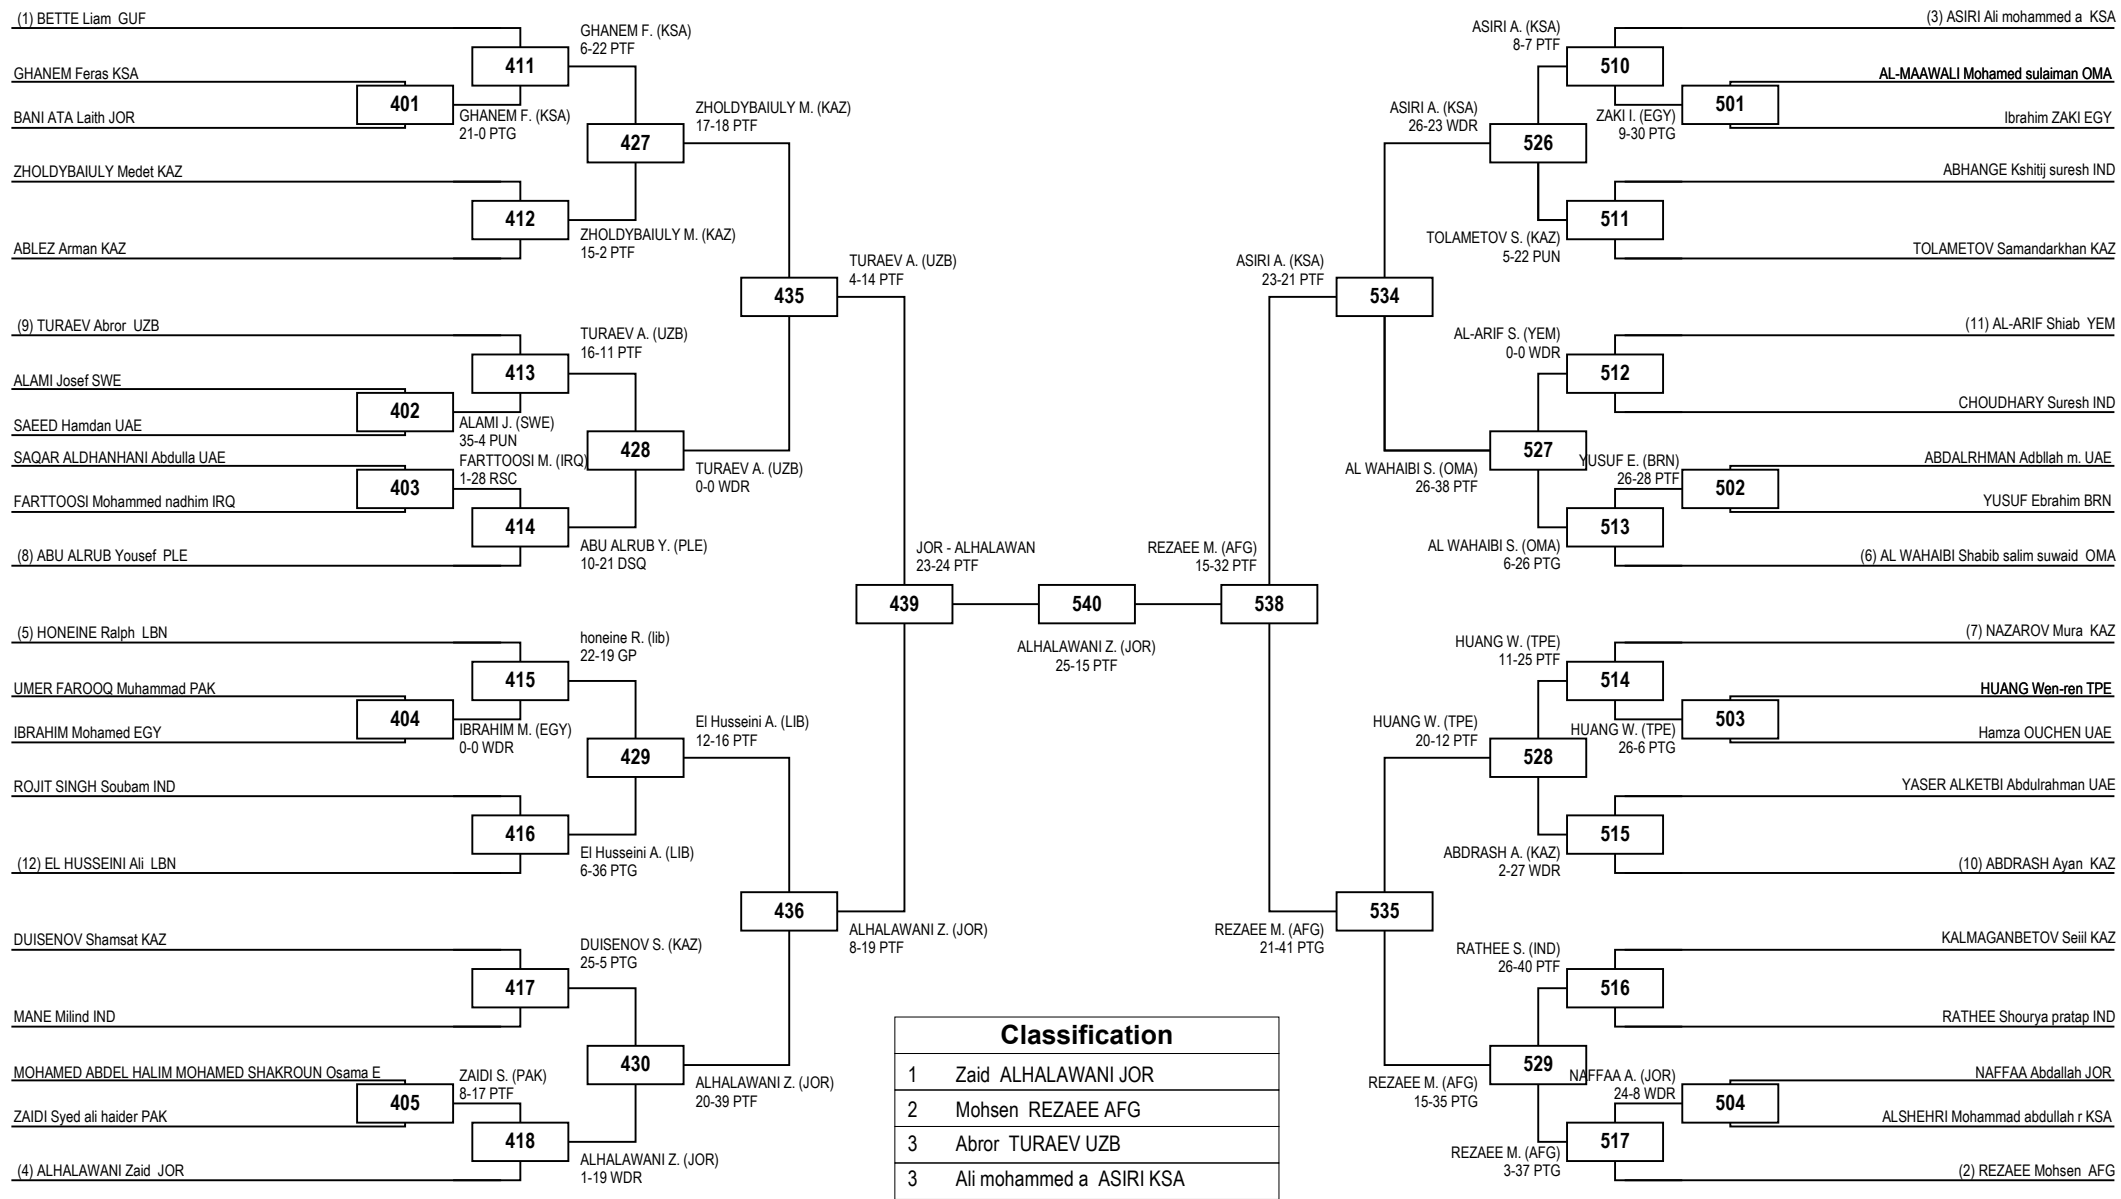 (1) BETTE Liam GUF
GHANEM Feras KSA
BANI ATA Laith JOR
ZHOLDYBAIULY Medet KAZ
ABLEZ Arman KAZ
(9) TURAEV Abror UZB
ALAMI Josef SWE
SAEED Hamdan UAE
SAQAR ALDHANHANI Abdulla UAE
FARTTOOSI Mohammed nadhim IRQ
(8) ABU ALRUB Yousef PLE
(5) HONEINE Ralph LBN
UMER FAROOQ Muhammad PAK
IBRAHIM Mohamed EGY
ROJIT SINGH Soubam IND
(12) EL HUSSEINI Ali LBN
DUISENOV Shamsat KAZ
MANE Milind IND
MOHAMED ABDEL HALIM MOHAMED SHAKROUN Osama E
ZAIDI Syed ali haider PAK
(4) ALHALAWANI Zaid JOR
401
GHANEM F. (KSA)
21-0 PTG
402
ALAMI J. (SWE)
35-4 PUN
403
FARTTOOSI M. (IRQ)
1-28 RSC
404
IBRAHIM M. (EGY)
0-0 WDR
405
ZAIDI S. (PAK)
8-17 PTF
411
GHANEM F. (KSA)
6-22 PTF
412
ZHOLDYBAIULY M. (KAZ)
15-2 PTF
413
TURAEV A. (UZB)
16-11 PTF
414
ABU ALRUB Y. (PLE)
10-21 DSQ
415
honeine R. (lib)
22-19 GP
416
El Husseini A. (LIB)
6-36 PTG
417
DUISENOV S. (KAZ)
25-5 PTG
418
ALHALAWANI Z. (JOR)
1-19 WDR
427
ZHOLDYBAIULY M. (KAZ)
17-18 PTF
428
TURAEV A. (UZB)
0-0 WDR
429
El Husseini A. (LIB)
12-16 PTF
430
ALHALAWANI Z. (JOR)
20-39 PTF
435
TURAEV A. (UZB)
4-14 PTF
436
ALHALAWANI Z. (JOR)
8-19 PTF
439
JOR - ALHALAWAN
23-24 PTF
540
ALHALAWANI Z. (JOR)
25-15 PTF
538
REZAEE M. (AFG)
15-32 PTF
534
ASIRI A. (KSA)
23-21 PTF
535
REZAEE M. (AFG)
21-41 PTG
526
ASIRI A. (KSA)
26-23 WDR
527
AL WAHAIBI S. (OMA)
26-38 PTF
528
HUANG W. (TPE)
20-12 PTF
529
REZAEE M. (AFG)
15-35 PTG
510
ASIRI A. (KSA)
8-7 PTF
511
TOLAMETOV S. (KAZ)
5-22 PUN
512
AL-ARIF S. (YEM)
0-0 WDR
513
AL WAHAIBI S. (OMA)
6-26 PTG
514
HUANG W. (TPE)
11-25 PTF
515
ABDRASH A. (KAZ)
2-27 WDR
516
RATHEE S. (IND)
26-40 PTF
517
REZAEE M. (AFG)
3-37 PTG
501
ZAKI I. (EGY)
9-30 PTG
502
YUSUF E. (BRN)
26-28 PTF
503
HUANG W. (TPE)
26-6 PTG
504
NAFFAA A. (JOR)
24-8 WDR
(3) ASIRI Ali mohammed a KSA
AL-MAAWALI Mohamed sulaiman OMA
Ibrahim ZAKI EGY
ABHANGE Kshitij suresh IND
TOLAMETOV Samandarkhan KAZ
(11) AL-ARIF Shiab YEM
CHOUDHARY Suresh IND
ABDALRHMAN Adbllah m. UAE
YUSUF Ebrahim BRN
(6) AL WAHAIBI Shabib salim suwaid OMA
(7) NAZAROV Mura KAZ
HUANG Wen-ren TPE
Hamza OUCHEN UAE
YASER ALKETBI Abdulrahman UAE
(10) ABDRASH Ayan KAZ
KALMAGANBETOV Seiil KAZ
RATHEE Shourya pratap IND
NAFFAA Abdallah JOR
ALSHEHRI Mohammad abdullah r KSA
(2) REZAEE Mohsen AFG
Classification
1 Zaid ALHALAWANI JOR
2 Mohsen REZAEE AFG
3 Abror TURAEV UZB
3 Ali mohammed a ASIRI KSA